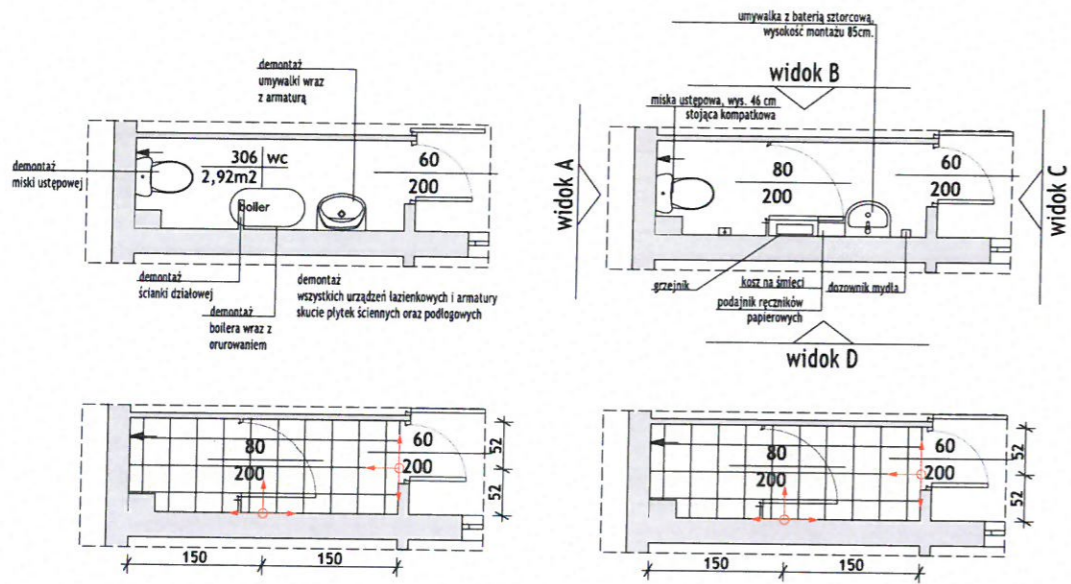 demontaż
umywalki wraz
z armaturą
demontaż
miski ustępowej
306 wc
2,92m2
boiler
60
200
demontaż
ścianki działowej
demontaż
boilera wraz z
orurowaniem
demontaż
wszystkich urządzeń łazienkowych i armatury
skucie płytek ściennych oraz podłogowych
umywalka z baterią sztorcową,
wysokość montażu 85cm.
widok B
miska ustępowa, wys. 46 cm
stojąca kompatkowa
widok A
80
200
60
200
widok C
grzejnik
kosz na śmieci
dozownik mydła
podajnik ręczników
papierowych
widok D
80
200
60
200
52
52
150
150
80
200
60
200
52
52
150
150